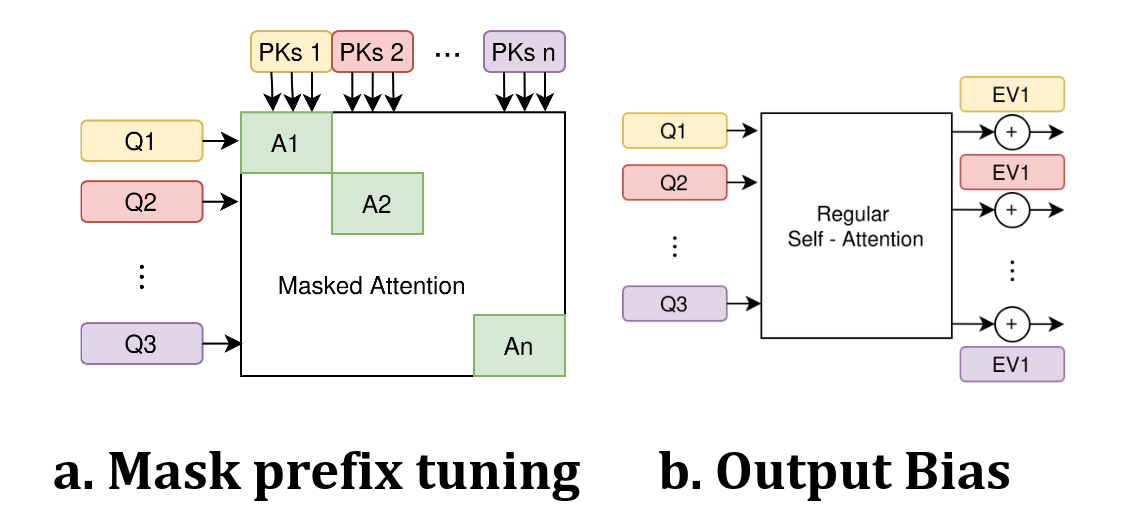 PKs 1
PKs 2
...
PKs n
Q1
A1
Q2
A2
Masked Attention
Q3
An
a. Mask prefix tuning
EV1
Q1
+
EV1
Q2
+
Regular
Self - Attention
Q3
+
EV1
b. Output Bias